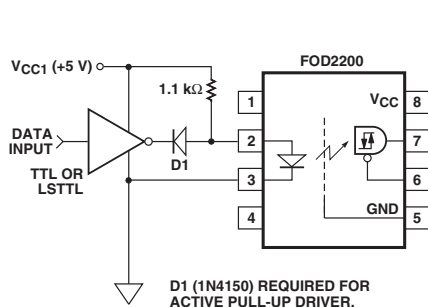 FOD2200
VCC1 (+5 V)
1.1 kΩ
1
VCC
8
DATA
INPUT
D1
2
7
TTL OR
LSTTL
3
6
4
GND
5
D1 (1N4150) REQUIRED FOR
ACTIVE PULL-UP DRIVER.